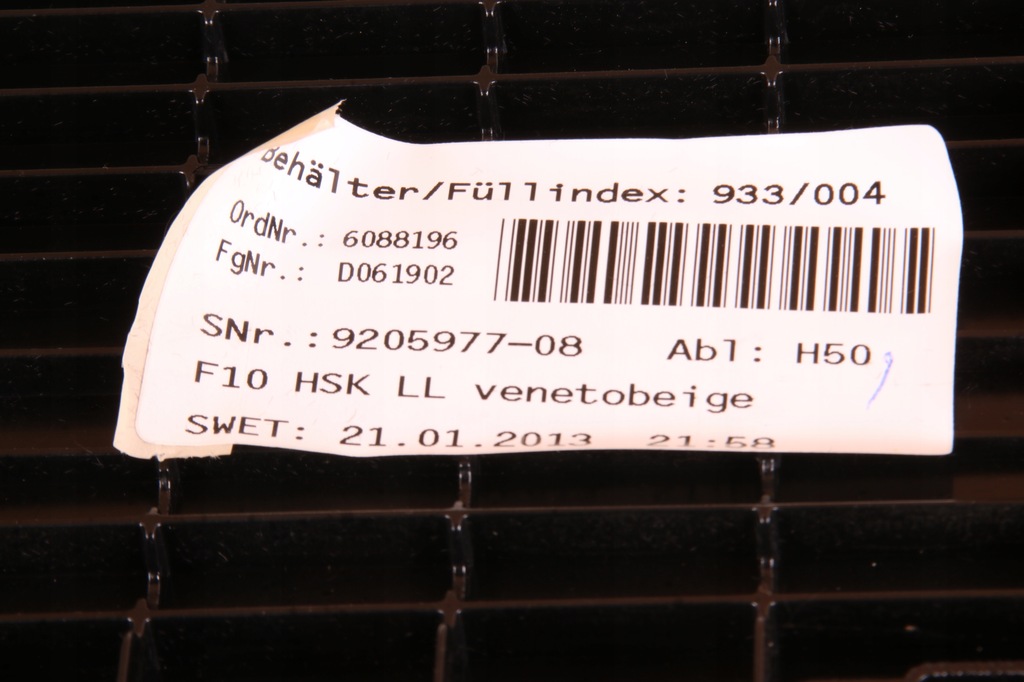 Behälter/Füllindex: 933/004
OrdNr.: 6088196
FgNr.: D061902
SNr.:9205977-08 Abl: H50
F10 HSK LL venetobeige
SWET: 21.01.2013 21:58